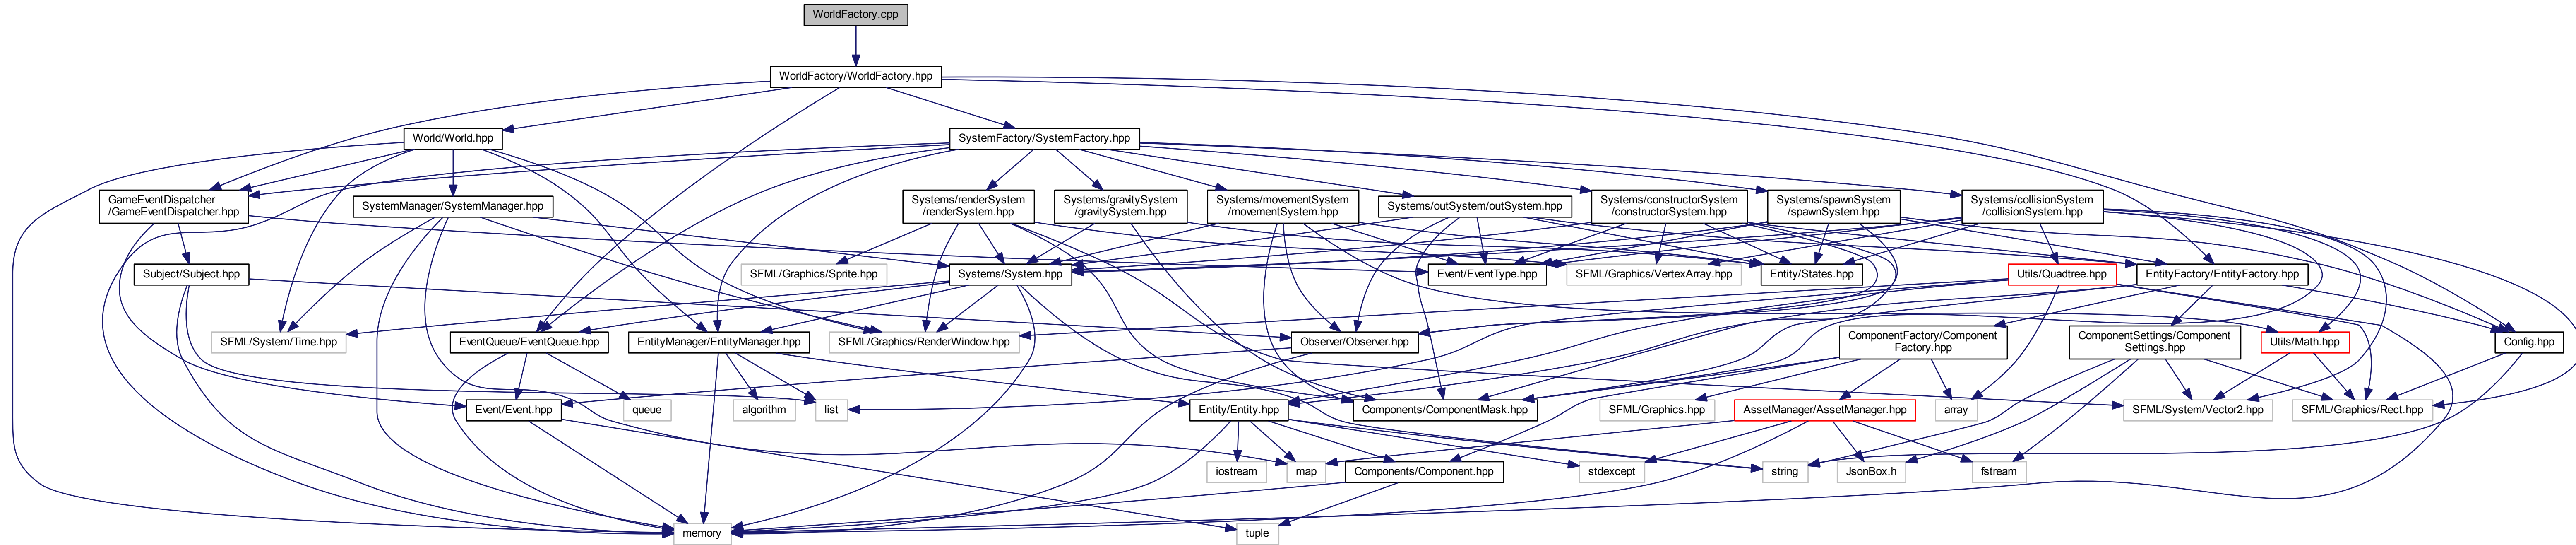 WorldFactory.cpp
WorldFactory/WorldFactory.hpp
World/World.hpp
SystemFactory/SystemFactory.hpp
GameEventDispatcher
/GameEventDispatcher.hpp
SystemManager/SystemManager.hpp
Systems/renderSystem
/renderSystem.hpp
Systems/gravitySystem
/gravitySystem.hpp
Systems/movementSystem
/movementSystem.hpp
Systems/outSystem/outSystem.hpp
Systems/constructorSystem
/constructorSystem.hpp
Systems/spawnSystem
/spawnSystem.hpp
Systems/collisionSystem
/collisionSystem.hpp
Subject/Subject.hpp
SFML/Graphics/Sprite.hpp
Systems/System.hpp
Event/EventType.hpp
SFML/Graphics/VertexArray.hpp
Entity/States.hpp
Utils/Quadtree.hpp
EntityFactory/EntityFactory.hpp
SFML/System/Time.hpp
EventQueue/EventQueue.hpp
EntityManager/EntityManager.hpp
SFML/Graphics/RenderWindow.hpp
Observer/Observer.hpp
ComponentFactory/Component
Factory.hpp
ComponentSettings/Component
Settings.hpp
Utils/Math.hpp
Config.hpp
Event/Event.hpp
queue
algorithm
list
Entity/Entity.hpp
Components/ComponentMask.hpp
SFML/Graphics.hpp
AssetManager/AssetManager.hpp
array
SFML/System/Vector2.hpp
SFML/Graphics/Rect.hpp
iostream
map
Components/Component.hpp
stdexcept
string
JsonBox.h
fstream
memory
tuple